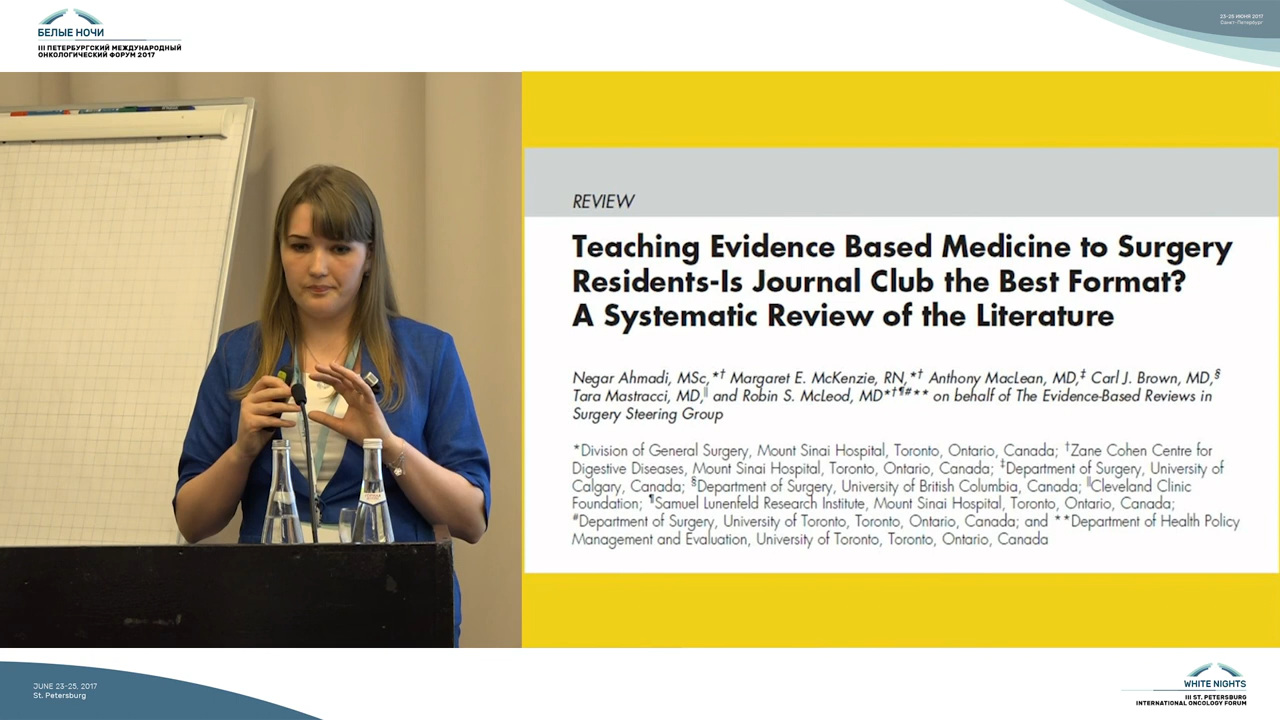 БЕЛЫЕ НОЧИ
III ПЕТЕРБУРГСКИЙ МЕЖДУНАРОДНЫЙ
ОНКОЛОГИЧЕСКИЙ ФОРУМ 2017
23-25 ИЮНЯ 2017
Санкт-Петербург
REVIEW
Teaching Evidence Based Medicine to Surgery
Residents-Is Journal Club the Best Format?
A Systematic Review of the Literature
Negar Ahmadi, MSc,*† Margaret E. McKenzie, RN,*† Anthony MacLean, MD,‡ Carl J. Brown, MD,§
Tara Mastracci, MD,‖ and Robin S. McLeod, MD*†¶#** on behalf of The Evidence-Based Reviews in
Surgery Steering Group
*Division of General Surgery, Mount Sinai Hospital, Toronto, Ontario, Canada; †Zane Cohen Centre for
Digestive Diseases, Mount Sinai Hospital, Toronto, Ontario, Canada; ‡Department of Surgery, University of
Calgary, Canada; §Department of Surgery, University of British Columbia, Canada; ‖Cleveland Clinic
Foundation; ¶Samuel Lunenfeld Research Institute, Mount Sinai Hospital, Toronto, Ontario, Canada;
#Department of Surgery, University of Toronto, Toronto, Ontario, Canada; and **Department of Health Policy
Management and Evaluation, University of Toronto, Toronto, Ontario, Canada
JUNE 23-25, 2017
St. Petersburg
WHITE NIGHTS
III ST. PETERSBURG
INTERNATIONAL ONCOLOGY FORUM